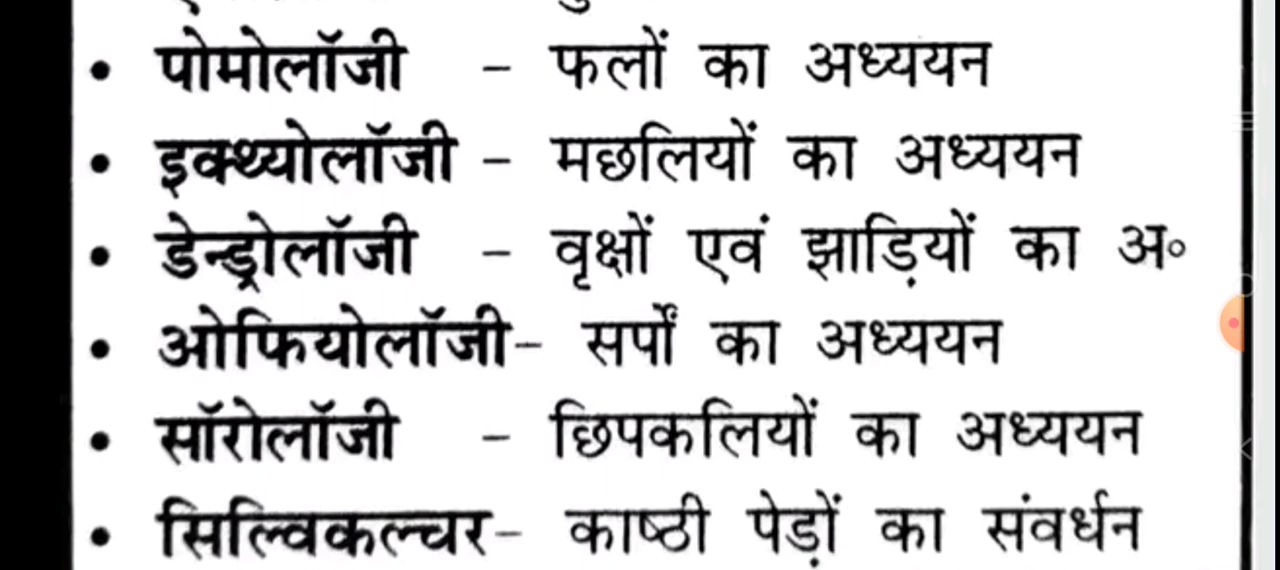 • पोमोलॉजी - फलों का अध्ययन
• इक्थ्योलॉजी - मछलियों का अध्ययन
• डेन्ड्रोलॉजी - वृक्षों एवं झाड़ियों का अ॰
• ओफियोलॉजी- सर्पों का अध्ययन
• सॉरोलॉजी - छिपकलियों का अध्ययन
• सिल्विकल्चर- काष्ठी पेड़ों का संवर्धन